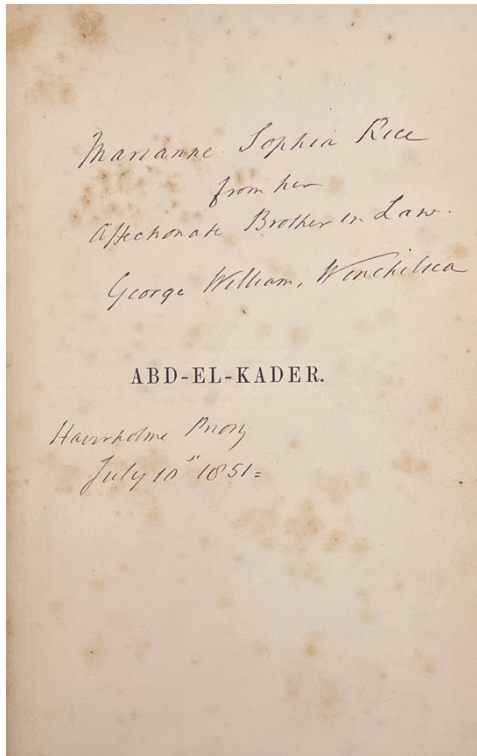 Marianne Sophia Rice
from her
Affectionate Brother in Law.
George William, Winchilsea
ABD-EL-KADER.
Haverholme Priory
July 10th 1851=